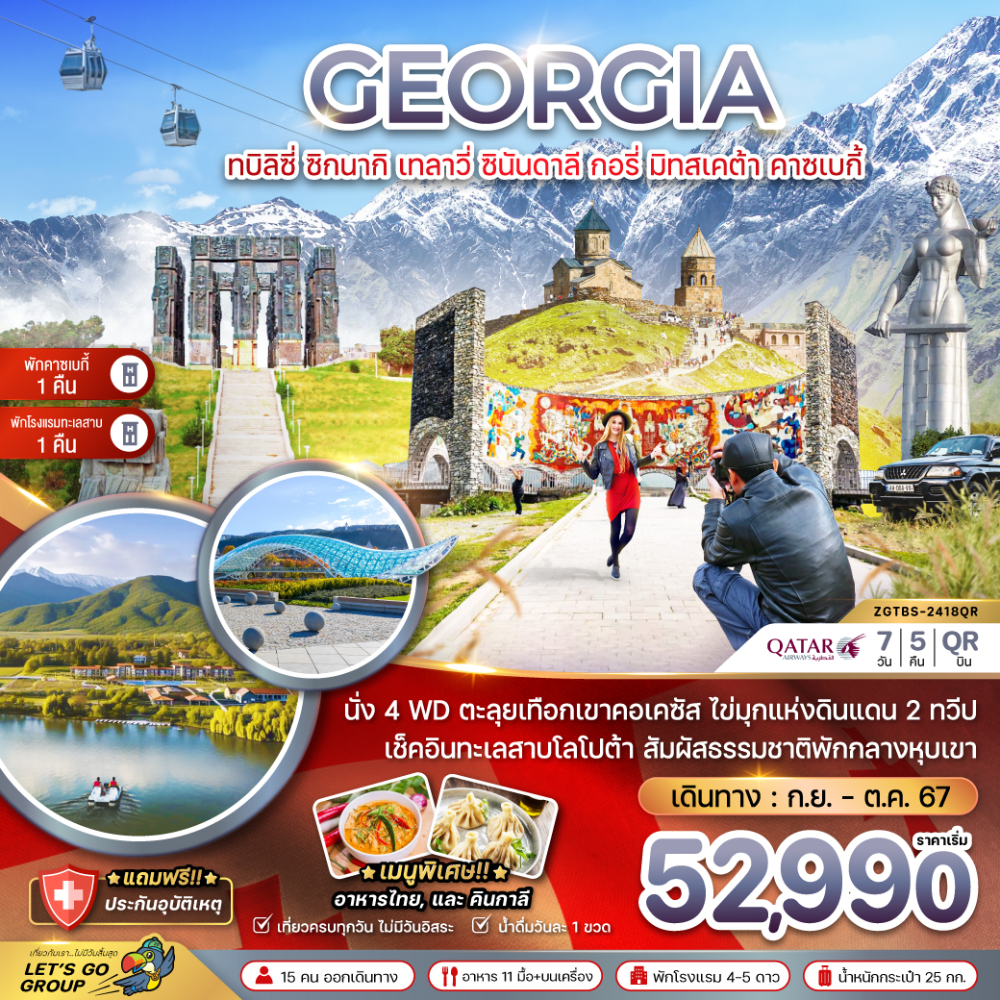 GEORGIA
ทบิลิซี่ ซิกนากิ เทลาวี่ ซินันดาลี กอรี่ มิทสเคต้า คาซเบกี้
พักคาซเบกี้
1 คืน
พักโรงแรมทะเลสาบ
1 คืน
ZGTBS-2418QR
QATAR
AIRWAYS القطرية
7 วัน
5 คืน
QR บิน
นั่ง 4 WD ตะลุยเทือกเขาคอเคซัส ไข่มุกแห่งดินแดน 2 ทวีป
เช็คอินทะเลสาบโลโปต้า สัมผัสธรรมชาติพักกลางหุบเขา
เดินทาง : ก.ย. - ต.ค. 67
ราคาเริ่ม
52,990
เมนูพิเศษ!!
อาหารไทย, และ คินกาลี
แถมฟรี!!
ประกันอุบัติเหตุ
เที่ยวครบทุกวัน ไม่มีวันอิสระ
น้ำดื่มวันละ 1 ขวด
เที่ยวกับเรา...ไม่มีวันสิ้นสุด
LET'S GO
GROUP
15 คน ออกเดินทาง
อาหาร 11 มื้อ+บนเครื่อง
พักโรงแรม 4-5 ดาว
น้ำหนักกระเป๋า 25 กก.